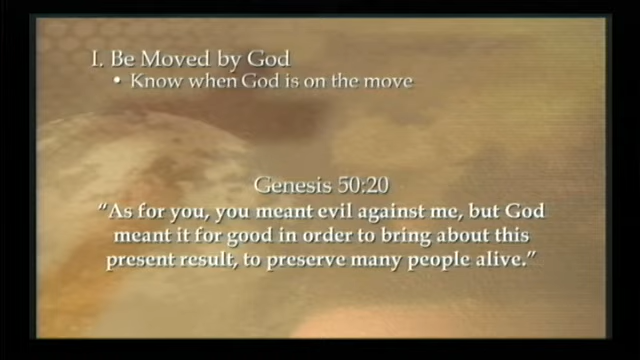 I. Be Moved by God
• Know when God is on the move
Genesis 50:20
“As for you, you meant evil against me, but God
meant it for good in order to bring about this
present result, to preserve many people alive.”